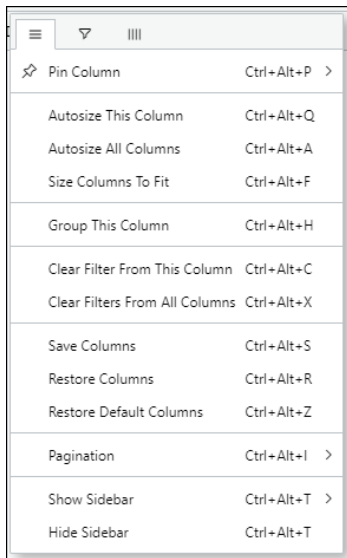 Pin Column Ctrl+Alt+P >
Autosize This Column Ctrl+Alt+Q
Autosize All Columns Ctrl+Alt+A
Size Columns To Fit Ctrl+Alt+F
Group This Column Ctrl+Alt+H
Clear Filter From This Column Ctrl+Alt+C
Clear Filters From All Columns Ctrl+Alt+X
Save Columns Ctrl+Alt+S
Restore Columns Ctrl+Alt+R
Restore Default Columns Ctrl+Alt+Z
Pagination Ctrl+Alt+I >
Show Sidebar Ctrl+Alt+T >
Hide Sidebar Ctrl+Alt+T